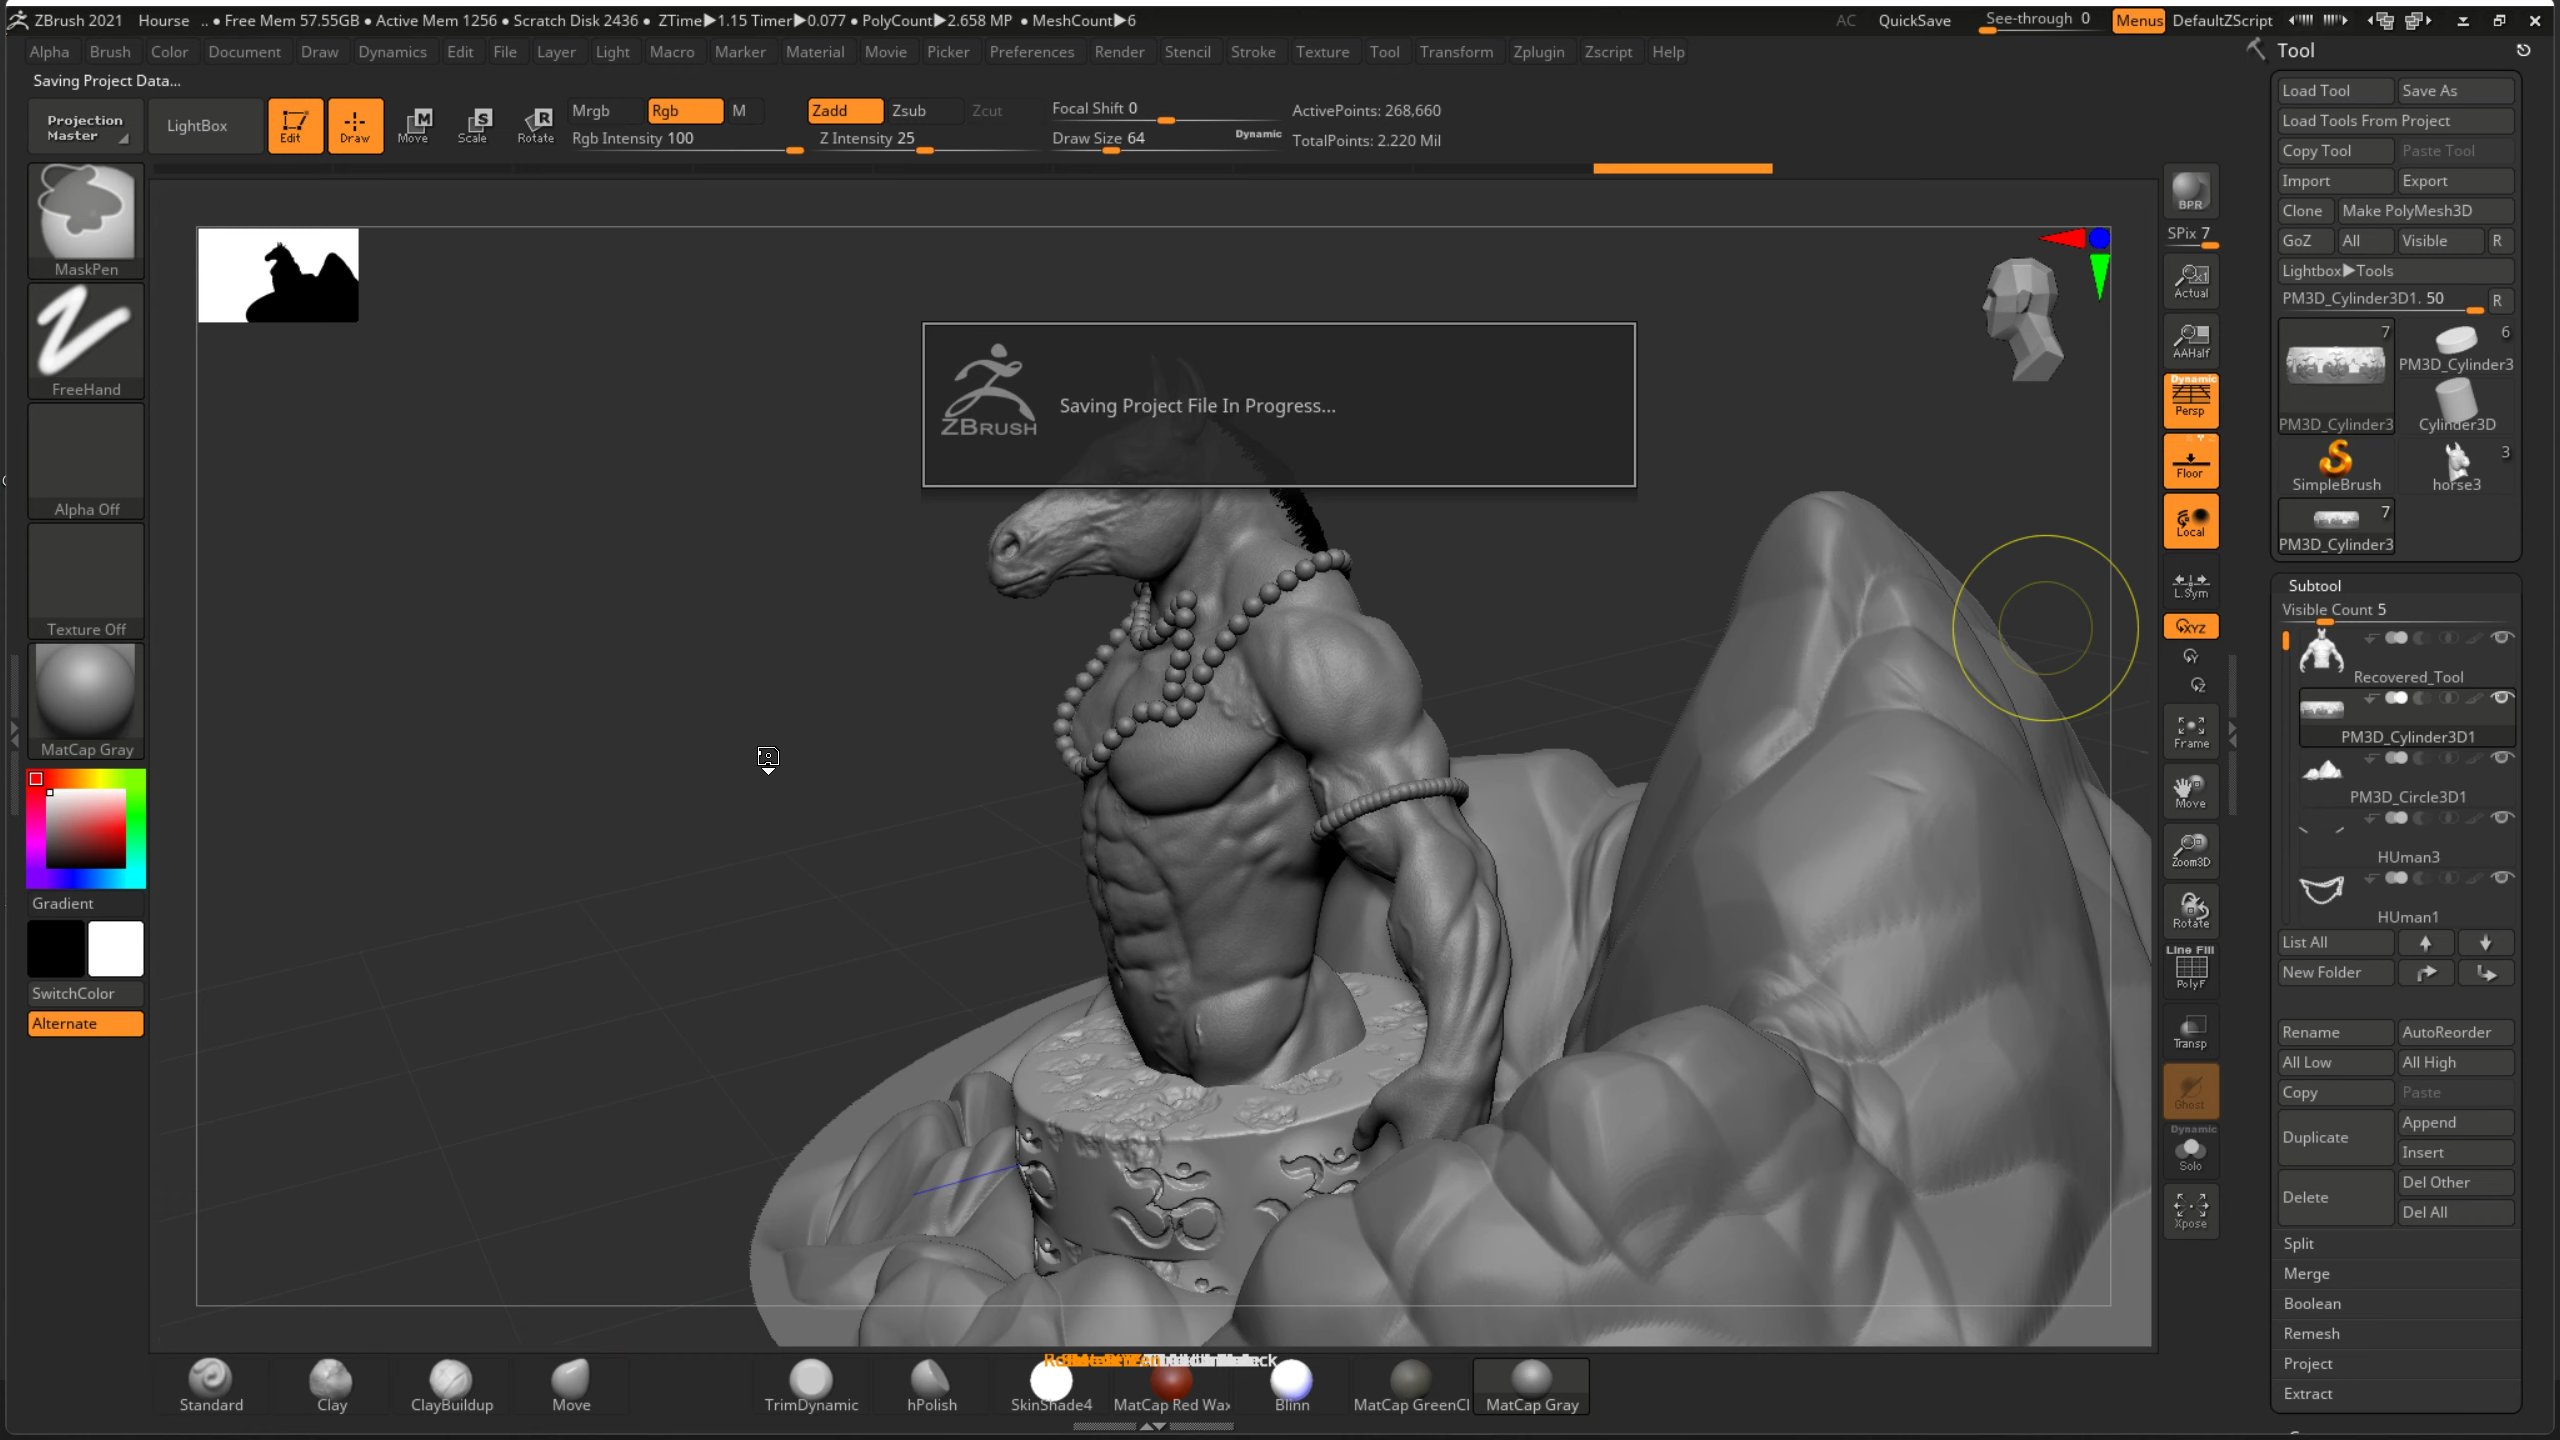 ZBrush 2021 Hourse .. • Free Mem 57.55GB • Active Mem 1256 • Scratch Disk 2436 • ZTime▶1.15 Timer▶0.077 • PolyCount▶2.658 MP • MeshCount▶6 AC QuickSave See-through 0 Menus DefaultZScript
Alpha Brush Color Document Draw Dynamics Edit File Layer Light Macro Marker Material Movie Picker Preferences Render Stencil Stroke Texture Tool Transform Zplugin Zscript Help
Saving Project Data...
Projection Master
LightBox
Edit
Draw
M
Move
S
Scale
R
Rotate
Mrgb Rgb M
Rgb Intensity 100
Zadd Zsub Zcut
Z Intensity 25
Focal Shift 0
Draw Size 64
Dynamic
ActivePoints: 268,660
TotalPoints: 2.220 Mil
MaskPen
FreeHand
Alpha Off
Texture Off
MatCap Gray
Gradient
SwitchColor
Alternate
ZBRUSH
Saving Project File In Progress...
ॐ
BPR
SPix 7
Actual
AAHalf
Dynamic
Persp
Floor
Local
L.Sym
XYZ
Y
Z
Frame
Move
Zoom3D
Rotate
Line Fill
PolyF
Transp
Ghost
Dynamic
Solo
Xpose
Tool
Load Tool Save As
Load Tools From Project
Copy Tool Paste Tool
Import Export
Clone Make PolyMesh3D
GoZ All Visible R
Lightbox▶Tools
PM3D_Cylinder3D1. 50 R
7
PM3D_Cylinder3
6
PM3D_Cylinder3
Cylinder3D
SimpleBrush
3
horse3
7
PM3D_Cylinder3
Subtool
Visible Count 5
Recovered_Tool
PM3D_Cylinder3D1
PM3D_Circle3D1
HUman3
HUman1
List All
New Folder
Rename AutoReorder
All Low All High
Copy Paste
Duplicate
Append
Insert
Delete
Del Other
Del All
Split
Merge
Boolean
Remesh
Project
Extract
Standard Clay ClayBuildup Move TrimDynamic hPolish SkinShade4 MatCap Red Wax Blinn MatCap GreenCl MatCap Gray